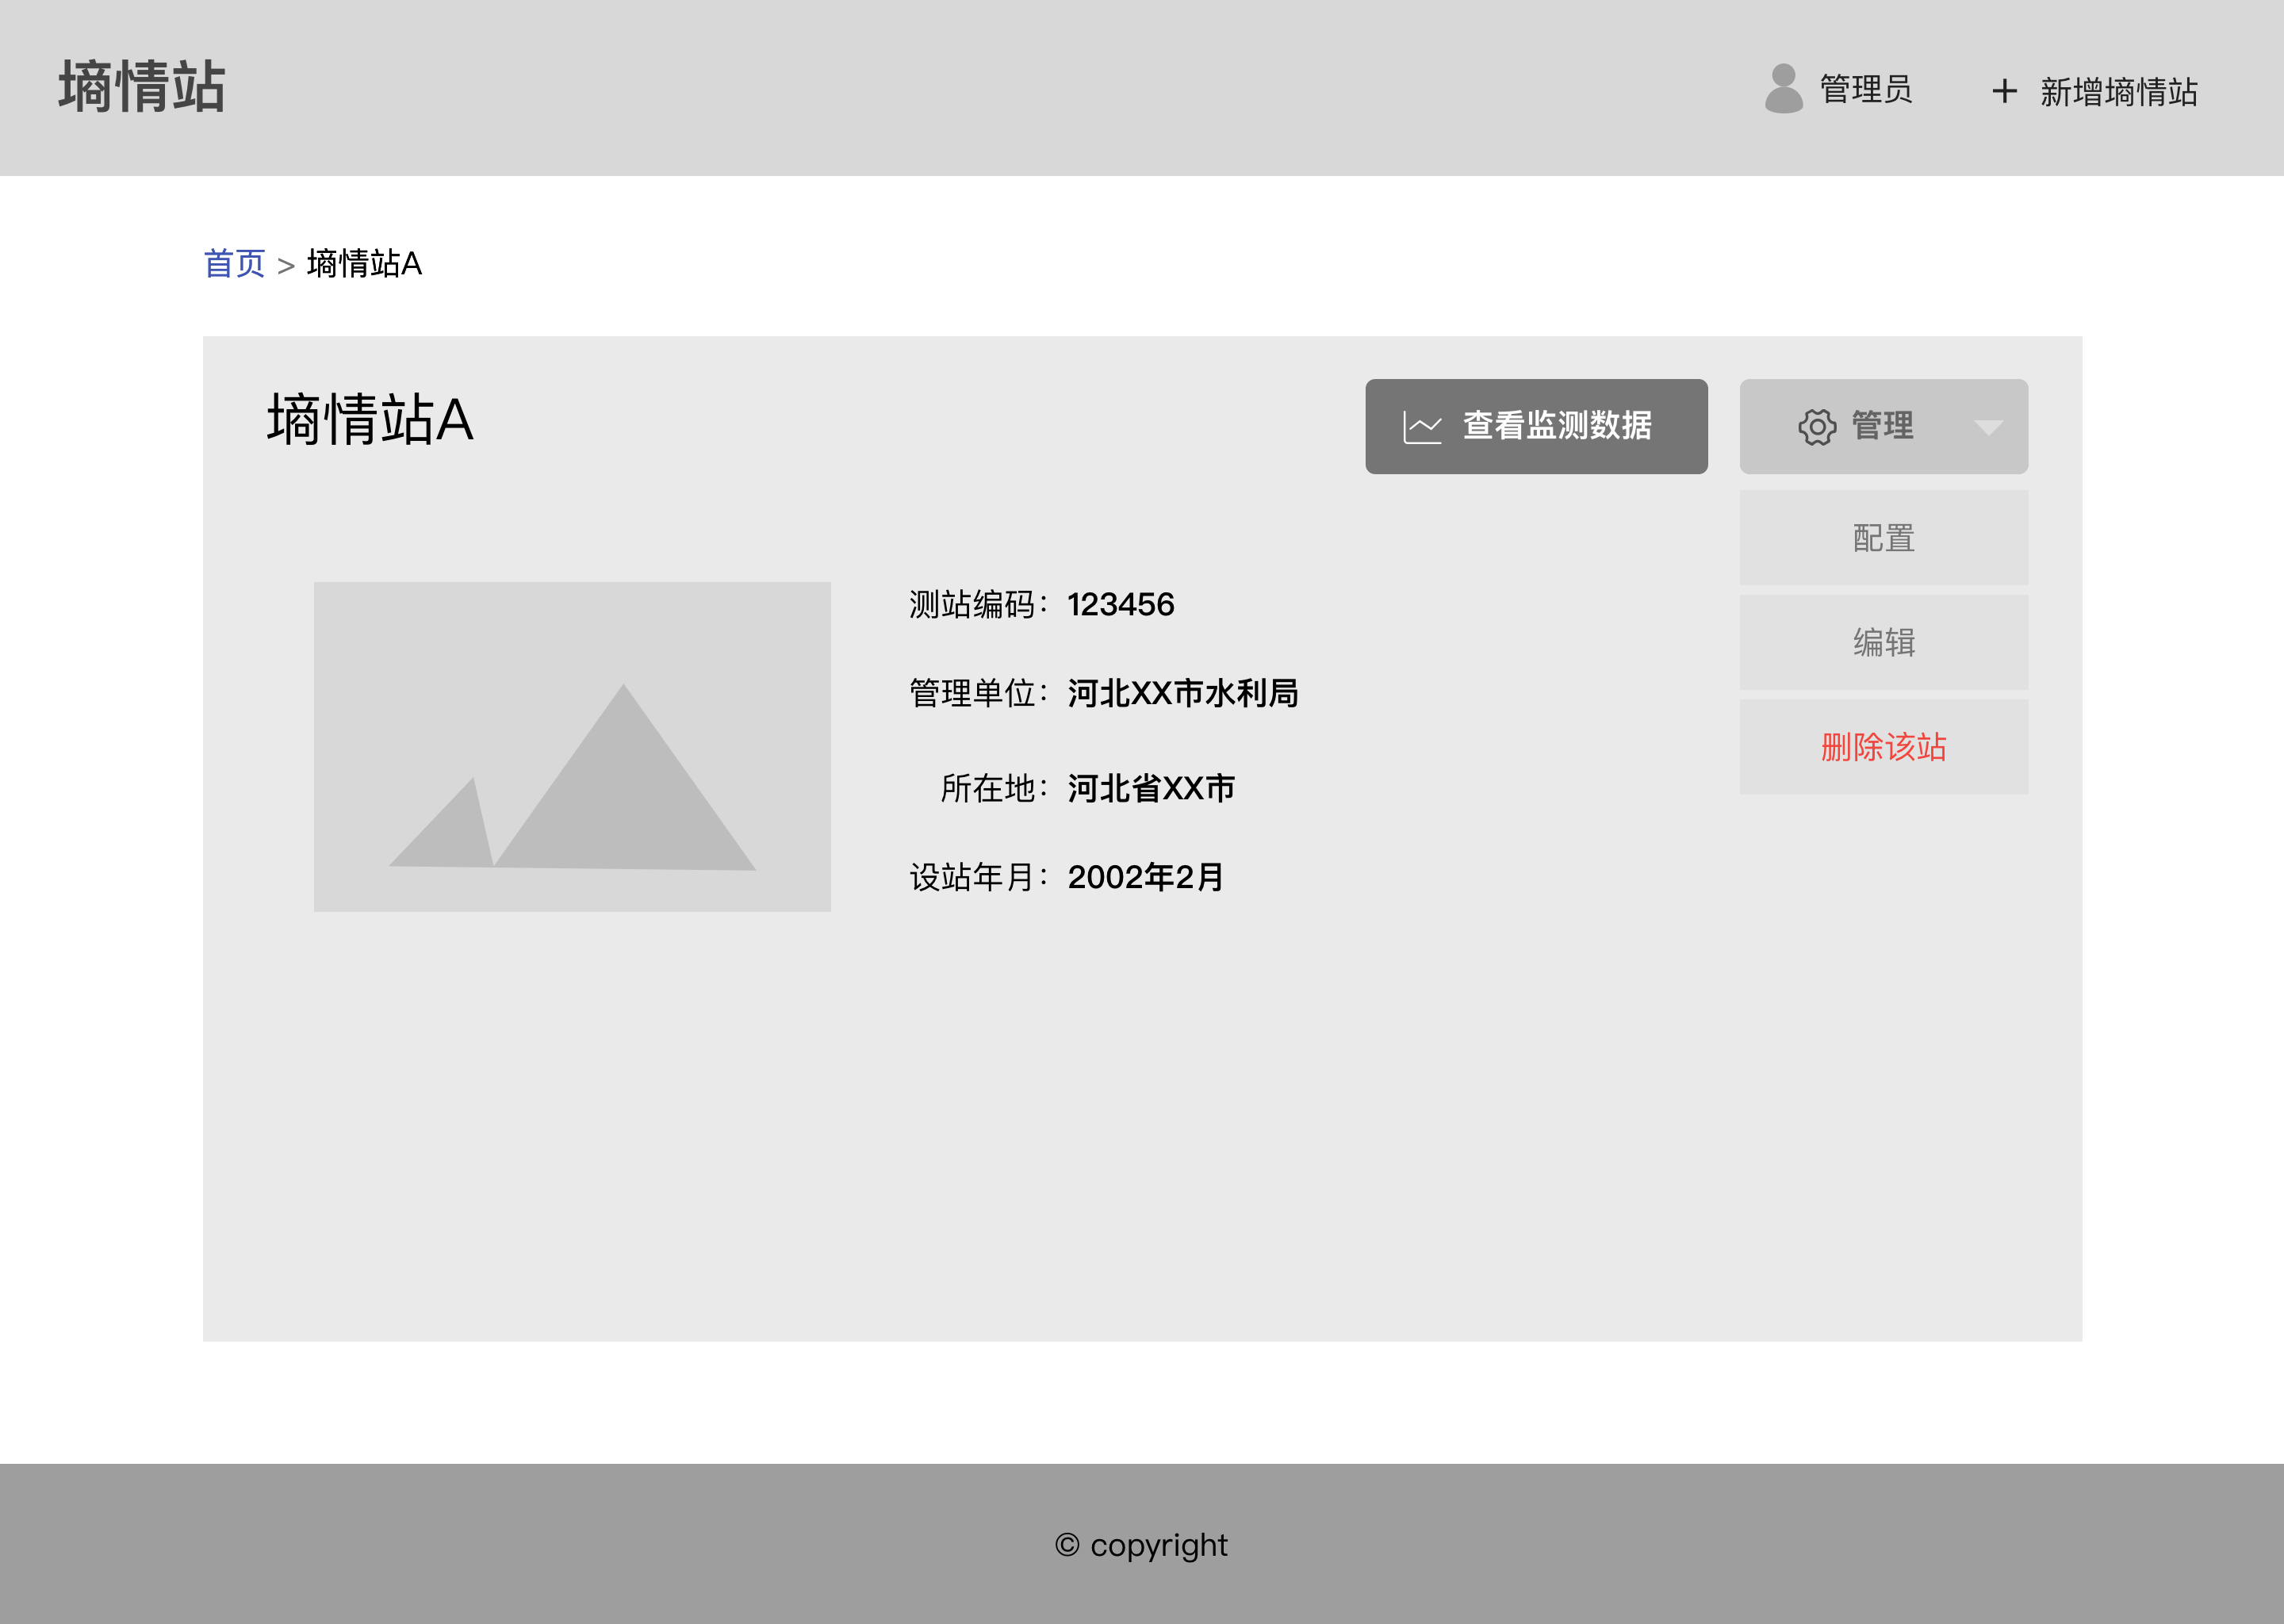 墒情站
管理员
+ 新增墒情站
首页 > 墒情站A
墒情站A
查看监测数据
管理
配置
编辑
删除该站
测站编码：123456
管理单位：河北XX市水利局
所在地：河北省XX市
设站年月：2002年2月
© copyright